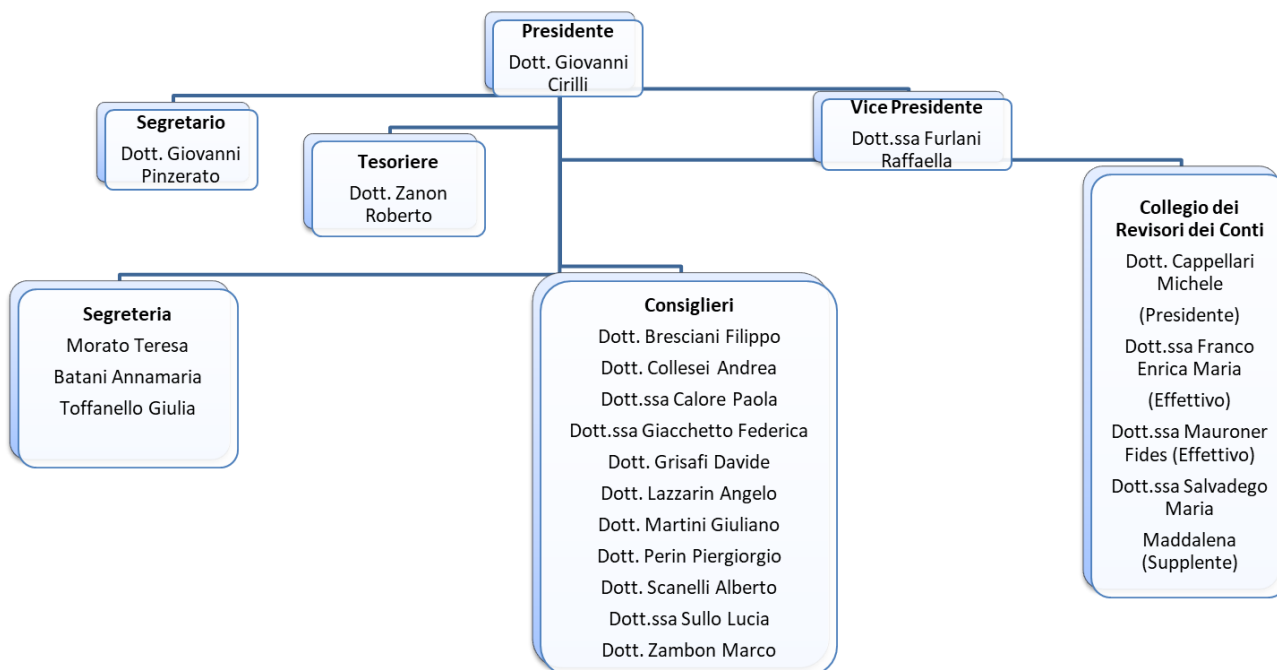 Presidente
Dott. Giovanni
Cirilli
Segretario
Dott. Giovanni
Pinzerato
Tesoriere
Dott. Zanon
Roberto
Vice Presidente
Dott.ssa Furlani
Raffaella
Collegio dei
Revisori dei Conti
Dott. Cappellari
Michele
(Presidente)
Dott.ssa Franco
Enrica Maria
(Effettivo)
Dott.ssa Mauroner
Fides (Effettivo)
Dott.ssa Salvadego
Maria
Maddalena
(Supplente)
Segreteria
Morato Teresa
Batani Annamaria
Toffanello Giulia
Consiglieri
Dott. Bresciani Filippo
Dott. Collesei Andrea
Dott.ssa Calore Paola
Dott.ssa Giacchetto Federica
Dott. Grisafi Davide
Dott. Lazzarin Angelo
Dott. Martini Giuliano
Dott. Perin Piergiorgio
Dott. Scanelli Alberto
Dott.ssa Sullo Lucia
Dott. Zambon Marco